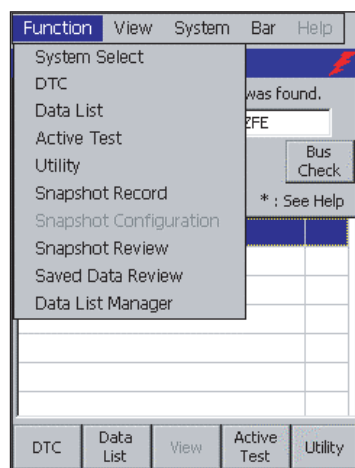 Function View System Bar Help
System Select
DTC
Data List
Active Test
Utility
Snapshot Record
Snapshot Configuration
Snapshot Review
Saved Data Review
Data List Manager
was found.
ZFE
Bus
Check
* : See Help
DTC
Data
List
View
Active
Test
Utility